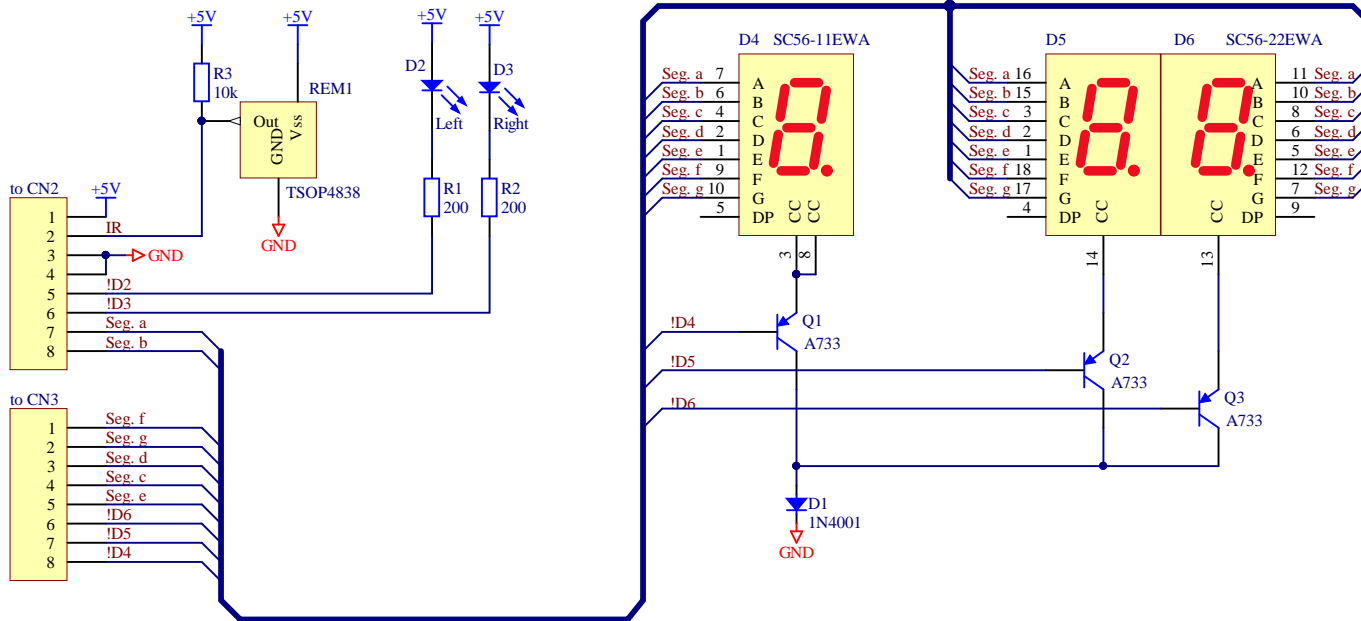 +5V
+5V
+5V
+5V
R3
10k
REM1
Out
GND
Vss
TSOP4838
GND
D2
Left
D3
Right
R1
200
R2
200
to CN2
+5V
1
2 IR
3 GND
4
5 !D2
6 !D3
7 Seg. a
8 Seg. b
to CN3
1 Seg. f
2 Seg. g
3 Seg. d
4 Seg. c
5 Seg. e
6 !D6
7 !D5
8 !D4
D4 SC56-11EWA
Seg. a 7 A
Seg. b 6 B
Seg. c 4 C
Seg. d 2 D
Seg. e 1 E
Seg. f 9 F
Seg. g 10 G
5 DP
CC
CC
3
8
D5
Seg. a 16 A
Seg. b 15 B
Seg. c 3 C
Seg. d 2 D
Seg. e 1 E
Seg. f 18 F
Seg. g 17 G
4 DP
CC
14
D6 SC56-22EWA
A 11 Seg. a
B 10 Seg. b
C 8 Seg. c
D 6 Seg. d
E 5 Seg. e
F 12 Seg. f
G 7 Seg. g
DP 9
CC
13
!D4
Q1
A733
!D5
Q2
A733
!D6
Q3
A733
D1
1N4001
GND